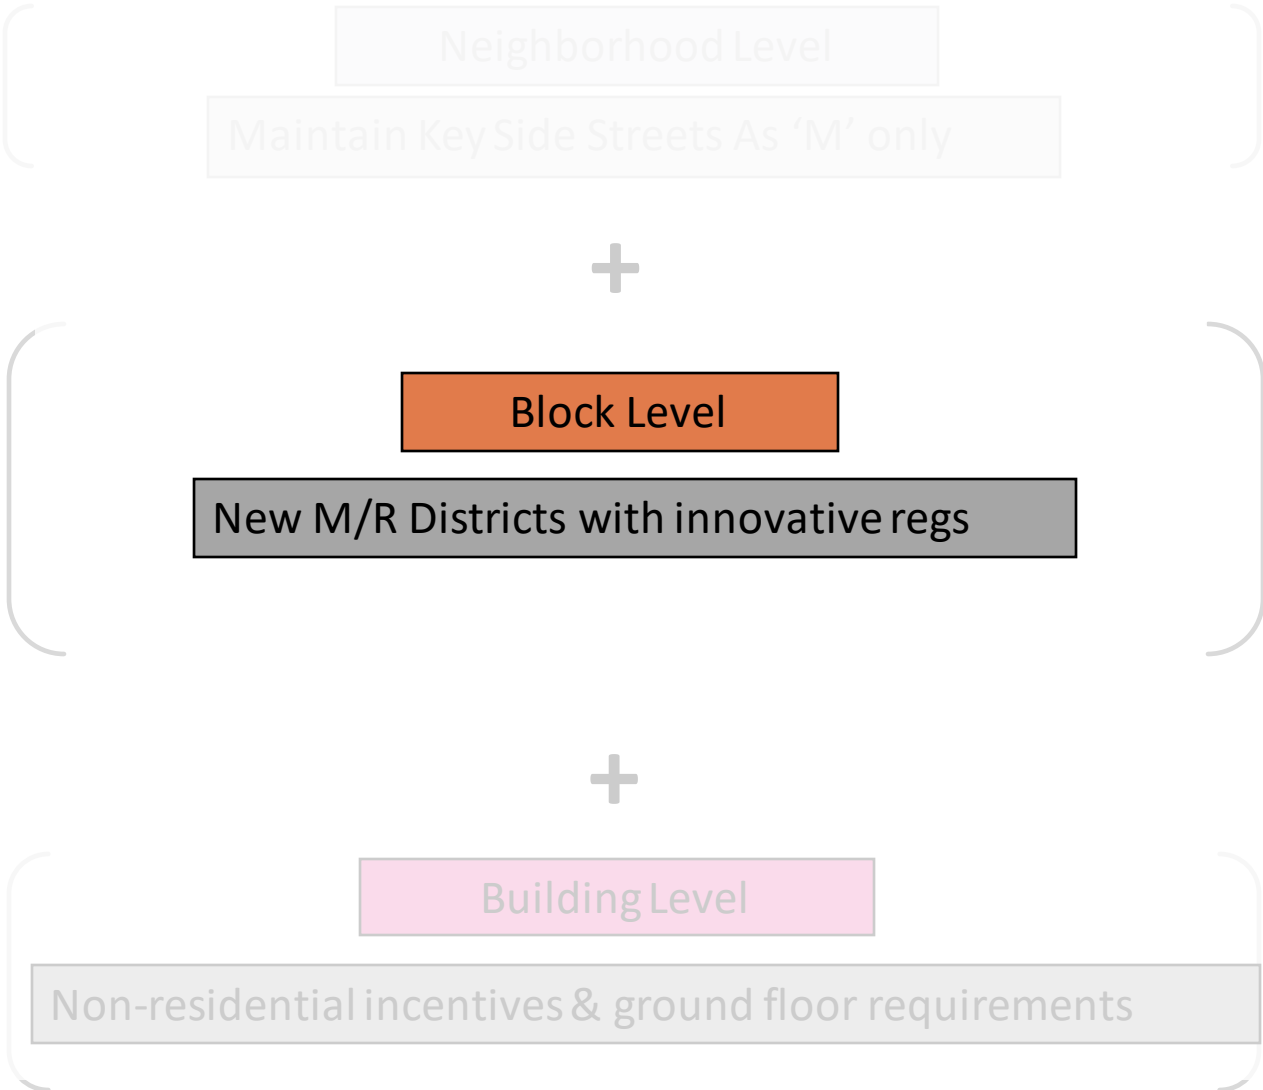 Neighborhood Level
Maintain Key Side Streets As ‘M’ only
+
Block Level
New M/R Districts with innovative regs
+
Building Level
Non-residential incentives & ground floor requirements